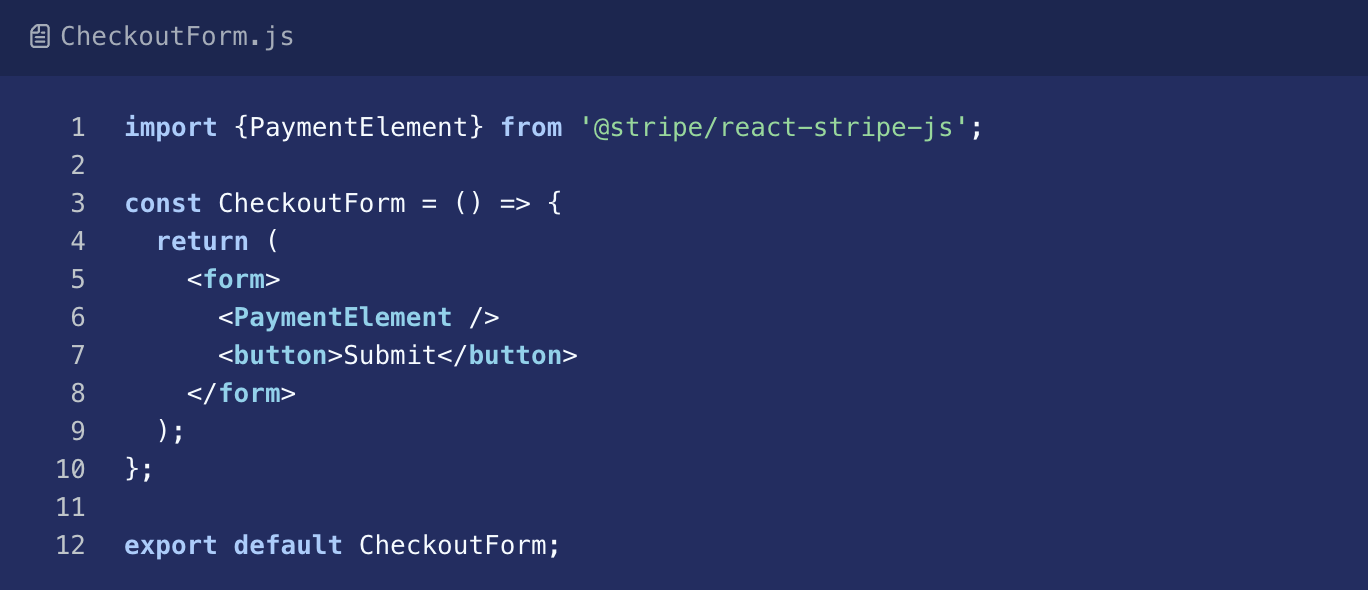 CheckoutForm.js
1 import {PaymentElement} from '@stripe/react-stripe-js';
2
3 const CheckoutForm = () => {
4   return (
5     <form>
6       <PaymentElement />
7       <button>Submit</button>
8     </form>
9   );
10 };
11
12 export default CheckoutForm;